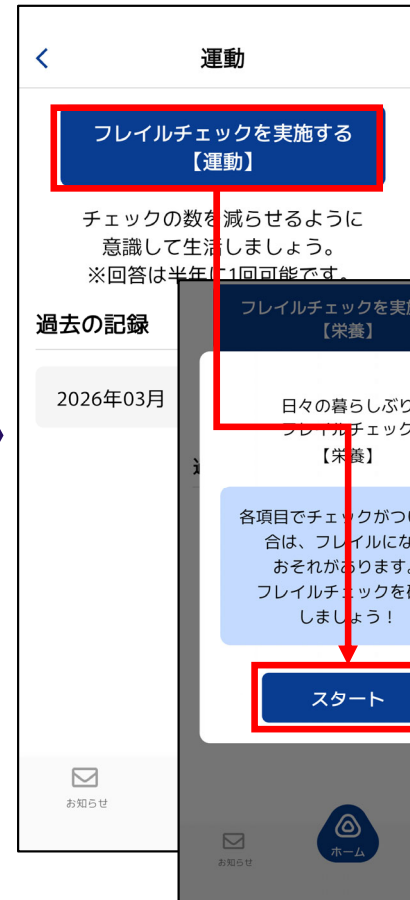 運動
フレイルチェックを実施する
【運動】
チェックの数を減らせるように
意識して生活しましょう。
※回答は半年に1回可能です。
過去の記録
2026年03月
お知らせ
フレイルチェックを実
【栄養】
日々の暮らしぶり
フレイルチェック
【栄養】
各項目でチェックがつ
合は、フレイルにな
おそれがあります。
フレイルチェックを
しましょう！
スタート
お知らせ
ホーム